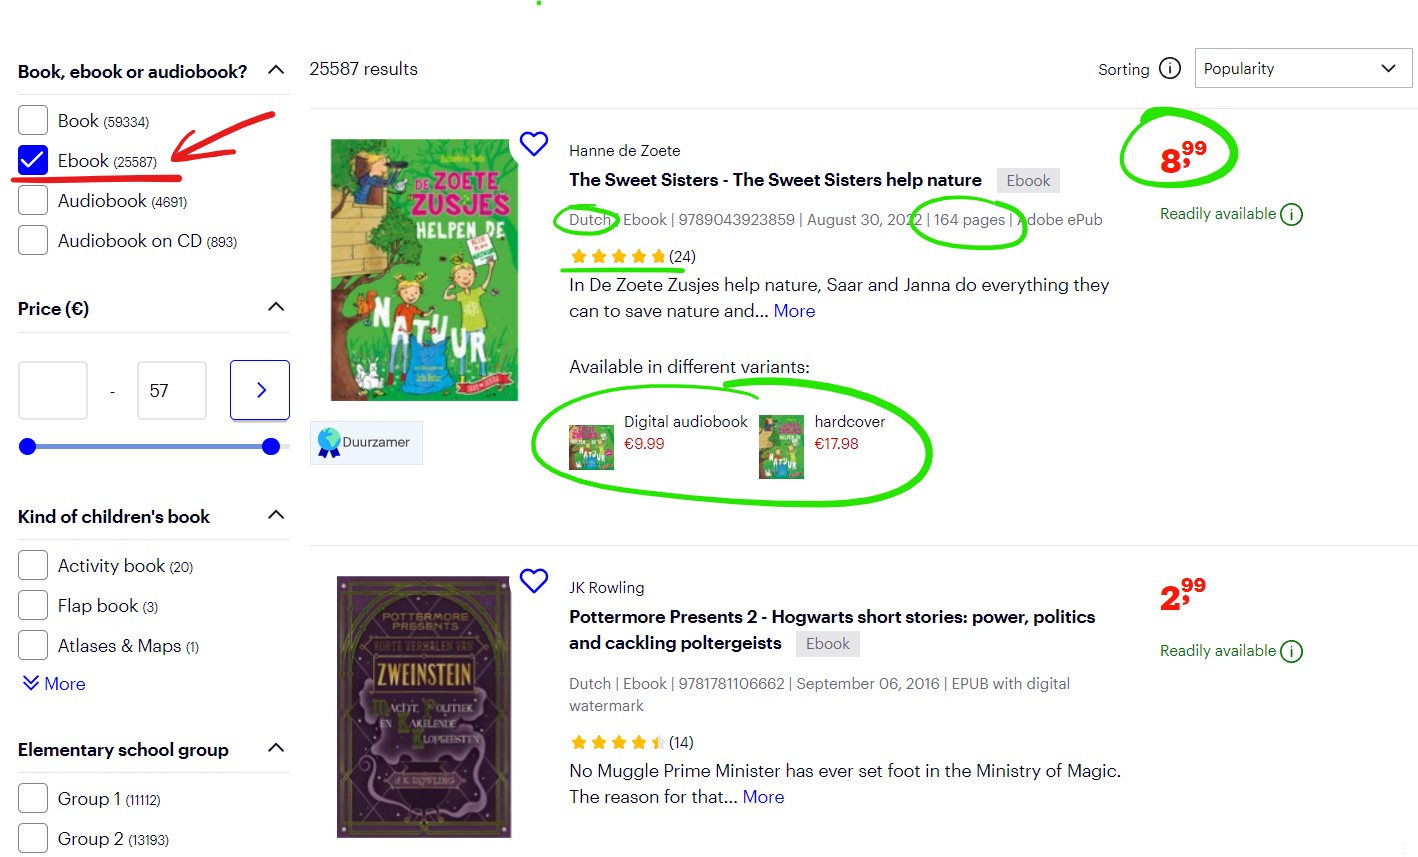 Book, ebook or audiobook?
Book (59334)
Ebook (25587)
Audiobook (4691)
Audiobook on CD (893)
Price (€)
- 57
Kind of children's book
Activity book (20)
Flap book (3)
Atlases & Maps (1)
More
Elementary school group
Group 1 (11112)
Group 2 (13193)
25587 results
Sorting i Popularity
DE ZOETE
ZUSJES
HELPEN DE
NATUUR
Duurzamer
Hanne de Zoete
The Sweet Sisters - The Sweet Sisters help nature Ebook
Dutch | Ebook | 9789043923859 | August 30, 2022 | 164 pages | Adobe ePub
(24)
In De Zoete Zusjes help nature, Saar and Janna do everything they
can to save nature and... More
Available in different variants:
Digital audiobook
€9.99
hardcover
€17.98
8,99
Readily available i
POTTERMORE
PRESENTS
KORTE VERHALEN VAN
ZWEINSTEIN
MACHT, POLITIEK
EN KAKELENDE
KLOPGEESTEN
J.K. ROWLING
JK Rowling
Pottermore Presents 2 - Hogwarts short stories: power, politics
and cackling poltergeists Ebook
Dutch | Ebook | 9781781106662 | September 06, 2016 | EPUB with digital
watermark
(14)
No Muggle Prime Minister has ever set foot in the Ministry of Magic.
The reason for that... More
2,99
Readily available i